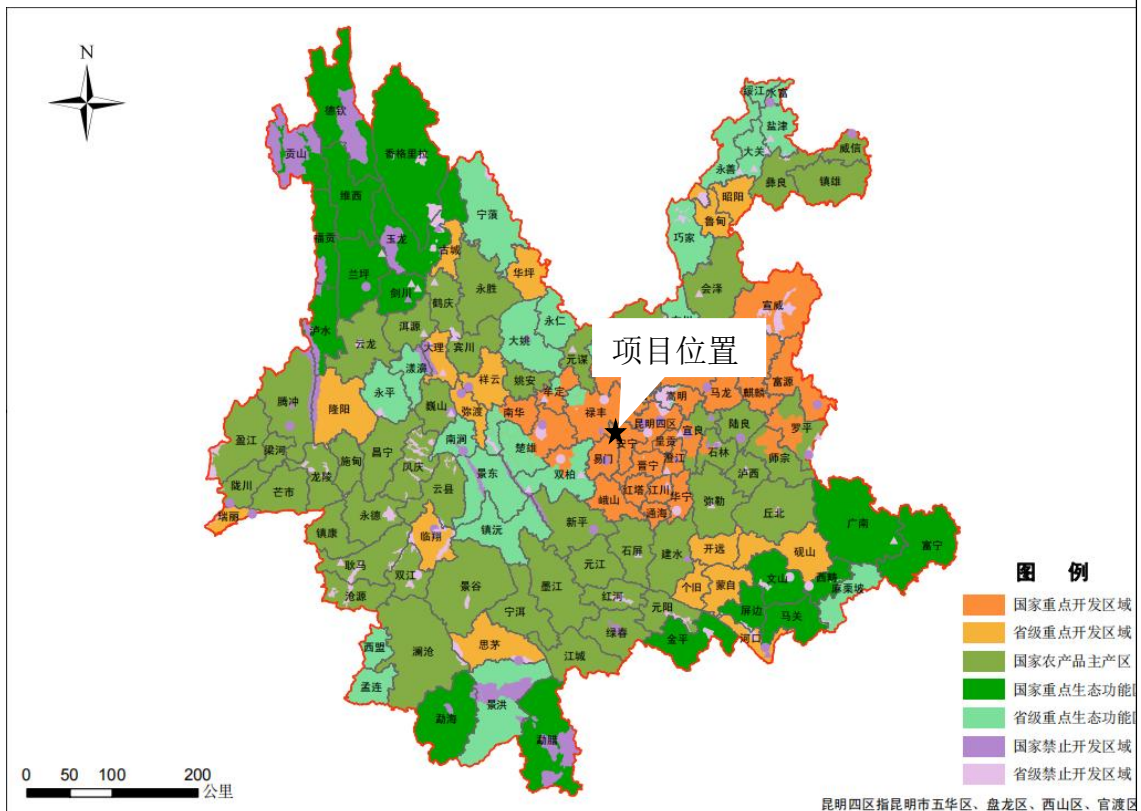 N
绥江
水富
盐津
大关
永善
威信
镇雄
彝良
昭阳
鲁甸
巧家
会泽
宣威
德钦
贡山
香格里拉
维西
福贡
玉龙
兰坪
剑川
宁蒗
古城
华坪
永胜
鹤庆
永仁
大姚
元谋
项目位置
泸水
洱源
云龙
大理
宾川
漾濞
祥云
姚安
牟定
永平
巍山
弥渡
南华
禄丰
嵩明
马龙
麒麟
富源
腾冲
隆阳
昆明四区
宜良
陆良
罗平
安宁
呈贡
楚雄
南涧
盈江
梁河
施甸
昌宁
凤庆
景东
双柏
易门
晋宁
澄江
石林
师宗
泸西
陇川
芒市
龙陵
云县
峨山
红塔
江川
华宁
通海
弥勒
丘北
瑞丽
永德
镇康
临翔
镇沅
新平
广南
富宁
耿马
双江
沧源
景谷
墨江
元江
石屏
建水
开远
砚山
个旧
蒙自
文山
西畴
麻栗坡
红河
元阳
屏边
马关
宁洱
绿春
金平
河口
西盟
澜沧
思茅
江城
孟连
勐海
景洪
勐腊
图 例
国家重点开发区域
省级重点开发区域
国家农产品主产区
国家重点生态功能
省级重点生态功能
国家禁止开发区域
省级禁止开发区域
0 50 100 200
公里
昆明四区指昆明市五华区、盘龙区、西山区、官渡区